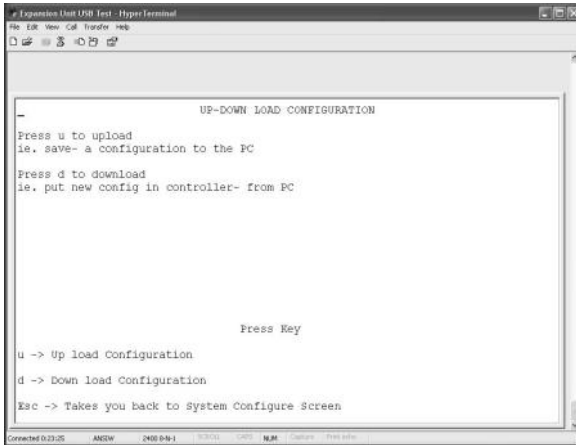 Expansion Unit USB Test - HyperTerminal
File Edit View Call Transfer Help
UP-DOWN LOAD CONFIGURATION
Press u to upload
ie. save- a configuration to the PC
Press d to download
ie. put new config in controller- from PC
Press Key
u -> Up load Configuration
d -> Down load Configuration
Esc -> Takes you back to System Configure Screen
Connected 0:23:25 ANSIW 2400 8-N-1 SCROLL CAPS NUM Capture Print echo